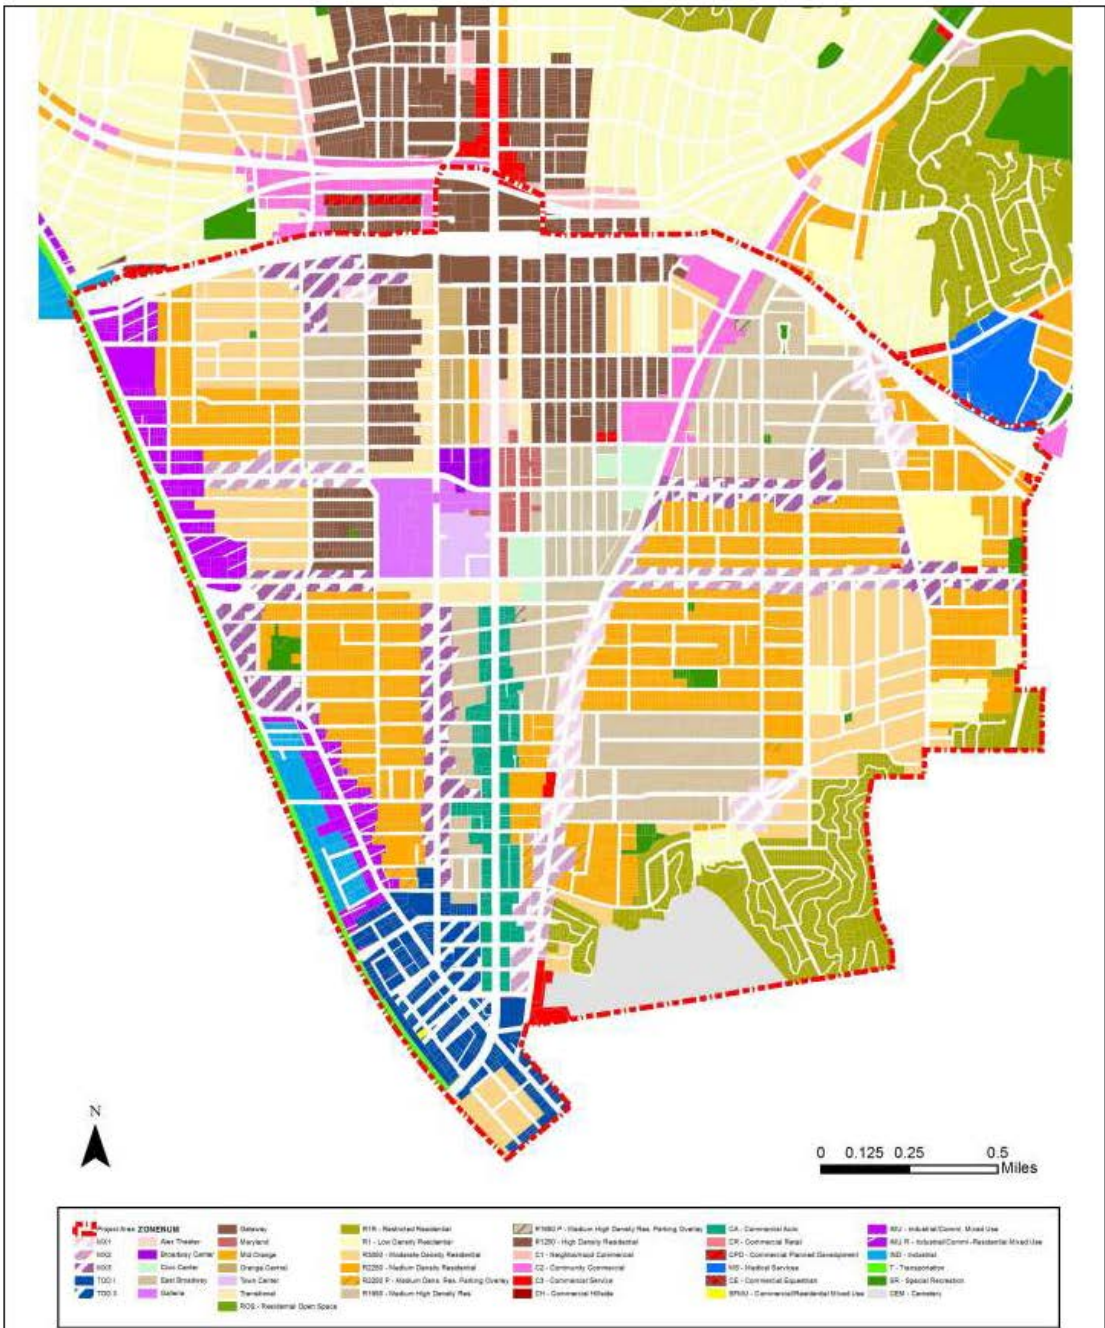 N
0 0.125 0.25 0.5
Miles
Project Area
MX1
MX2
MX3
TOD I
TOD II
ZONENUM
Alex Theater
Broadway Center
Civic Center
East Broadway
Galleria
Gateway
Maryland
Mid Orange
Orange Central
Town Center
Transitional
ROS - Residential Open Space
R1R - Restricted Residential
R1 - Low Density Residential
R3050 - Moderate Density Residential
R2250 - Medium Density Residential
R2250 P - Medium Dens. Res. Parking Overlay
R1650 - Medium High Density Res.
R1650 P - Medium High Density Res. Parking Overlay
R1250 - High Density Residential
C1 - Neighborhood Commercial
C2 - Community Commercial
C3 - Commercial Service
CH - Commercial Hillside
CA - Commercial Auto
CR - Commercial Retail
CPD - Commercial Planned Development
MS - Medical Services
CE - Commercial Equestrian
SFMU - Commercial/Residential Mixed Use
IMU - Industrial/Comml. Mixed Use
IMU R - Industrial/Comml-Residential Mixed Use
IND - Industrial
T - Transportation
SR - Special Recreation
CEM - Cemetery